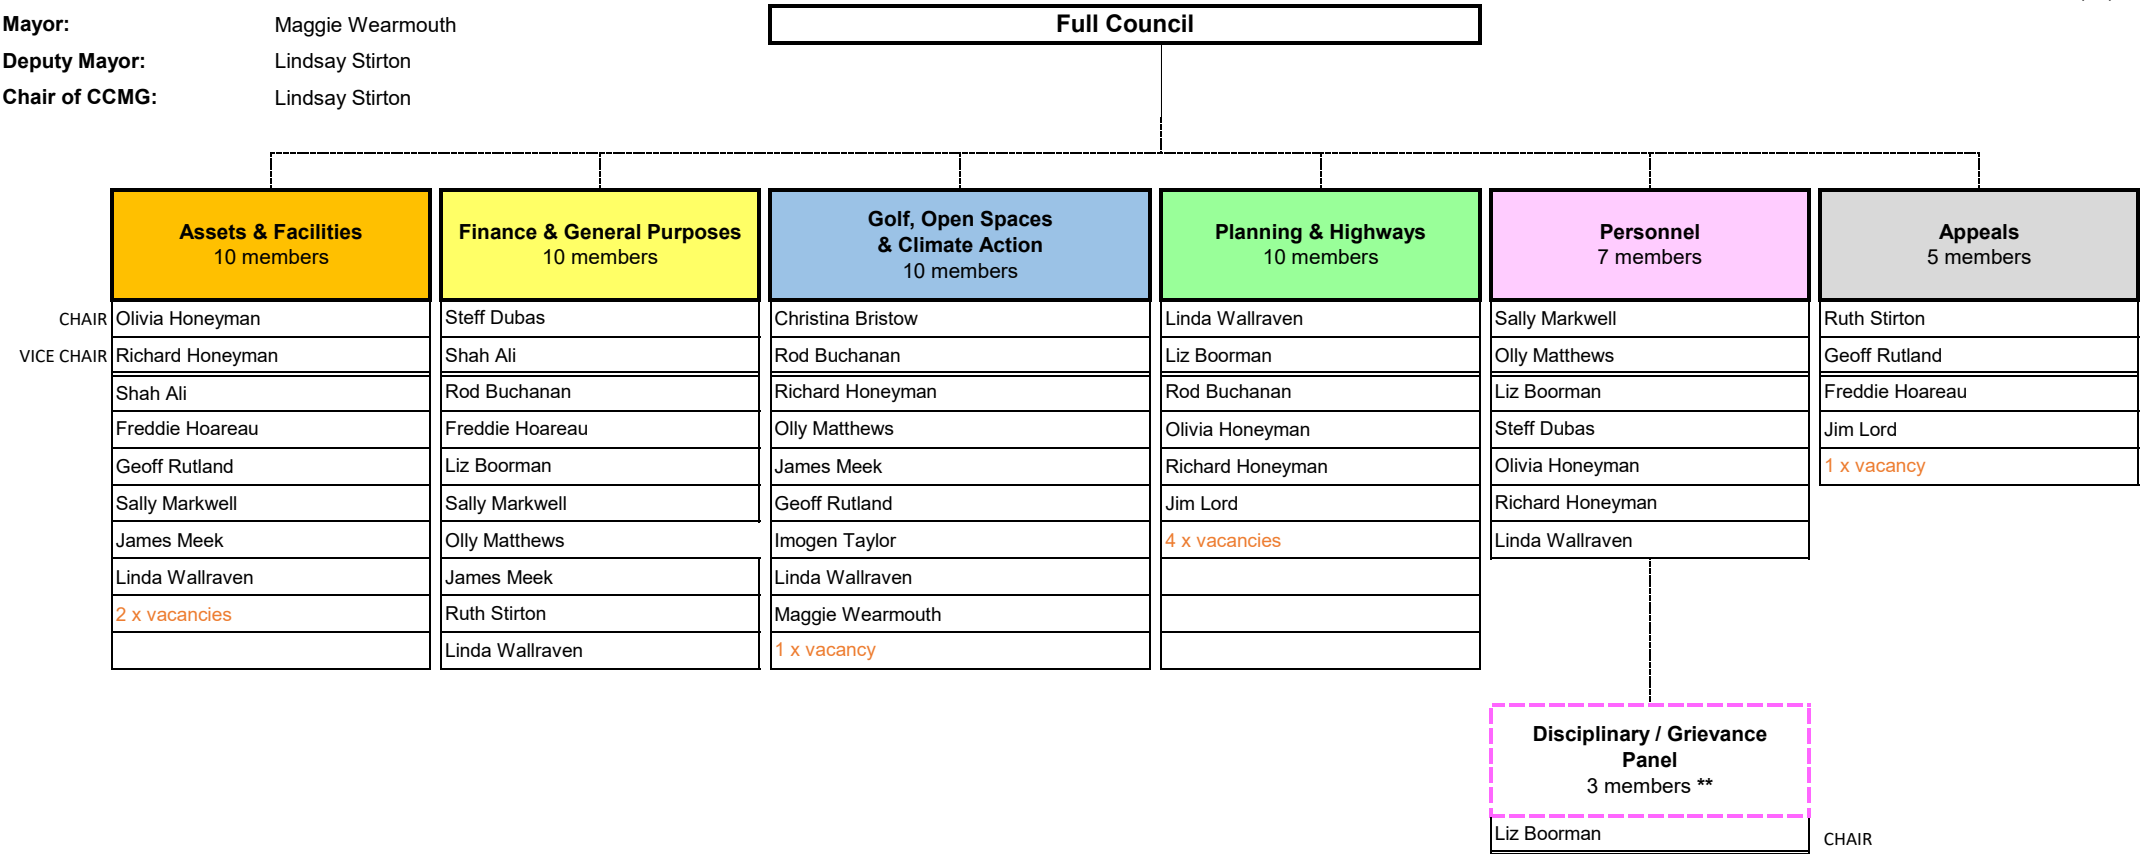 Mayor: Maggie Wearmouth
Deputy Mayor: Lindsay Stirton
Chair of CCMG: Lindsay Stirton
Full Council
Assets & Facilities
10 members
CHAIR Olivia Honeyman
VICE CHAIR Richard Honeyman
Shah Ali
Freddie Hoareau
Geoff Rutland
Sally Markwell
James Meek
Linda Wallraven
2 x vacancies
Finance & General Purposes
10 members
Steff Dubas
Shah Ali
Rod Buchanan
Freddie Hoareau
Liz Boorman
Sally Markwell
Olly Matthews
James Meek
Ruth Stirton
Linda Wallraven
Golf, Open Spaces
& Climate Action
10 members
Christina Bristow
Rod Buchanan
Richard Honeyman
Olly Matthews
James Meek
Geoff Rutland
Imogen Taylor
Linda Wallraven
Maggie Wearmouth
1 x vacancy
Planning & Highways
10 members
Linda Wallraven
Liz Boorman
Rod Buchanan
Olivia Honeyman
Richard Honeyman
Jim Lord
4 x vacancies
Personnel
7 members
Sally Markwell
Olly Matthews
Liz Boorman
Steff Dubas
Olivia Honeyman
Richard Honeyman
Linda Wallraven
Appeals
5 members
Ruth Stirton
Geoff Rutland
Freddie Hoareau
Jim Lord
1 x vacancy
Disciplinary / Grievance
Panel
3 members **
Liz Boorman CHAIR